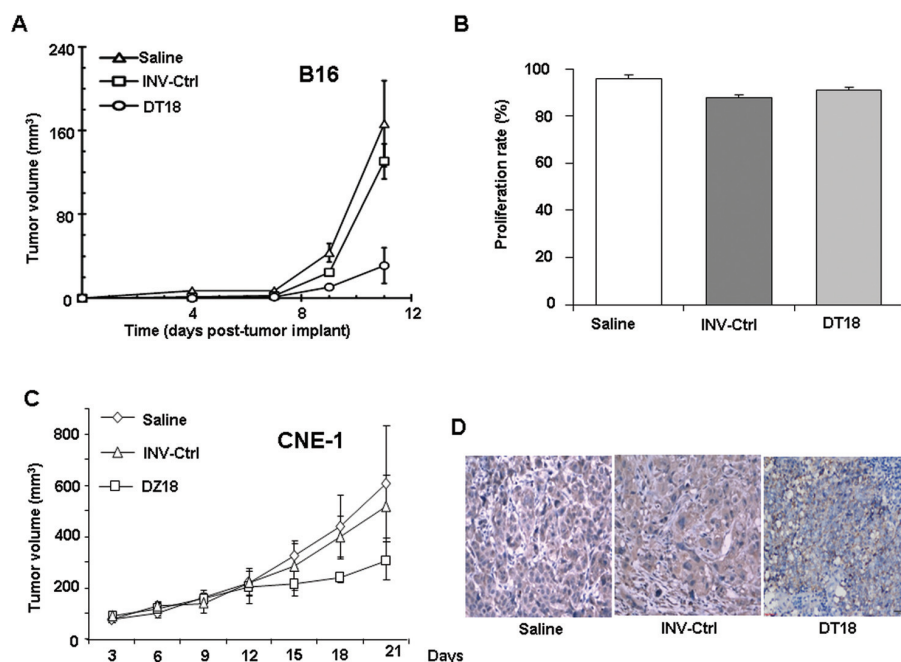 A
240
160
80
0
Tumor volume (mm³)
Saline
INV-Ctrl
DT18
B16
4
8
12
Time (days post-tumor implant)
B
100
80
60
40
20
0
Proliferation rate (%)
Saline
INV-Ctrl
DT18
C
800
600
400
200
0
Tumor volume (mm³)
Saline
INV-Ctrl
DZ18
CNE-1
3
6
9
12
15
18
21
Days
D
Saline
INV-Ctrl
DT18